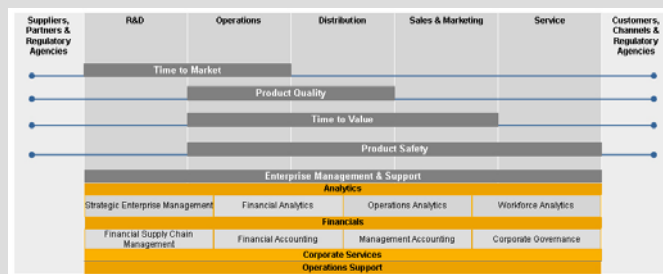 Suppliers, Partners & Regulatory Agencies
R&D
Operations
Distribution
Sales & Marketing
Service
Customers, Channels & Regulatory Agencies
Time to Market
Product Quality
Time to Value
Product Safety
Enterprise Management & Support
Analytics
Strategic Enterprise Management
Financial Analytics
Operations Analytics
Workforce Analytics
Financials
Financial Supply Chain Management
Financial Accounting
Management Accounting
Corporate Governance
Corporate Services
Operations Support